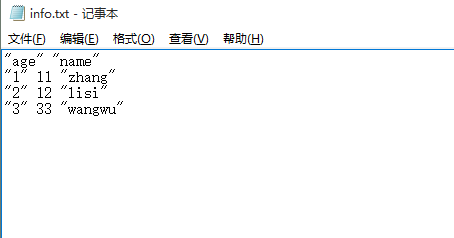 info.txt - 记事本
文件(F) 编辑(E) 格式(O) 查看(V) 帮助(H)
"age" "name"
"1" 11 "zhang"
"2" 12 "lisi"
"3" 33 "wangwu"